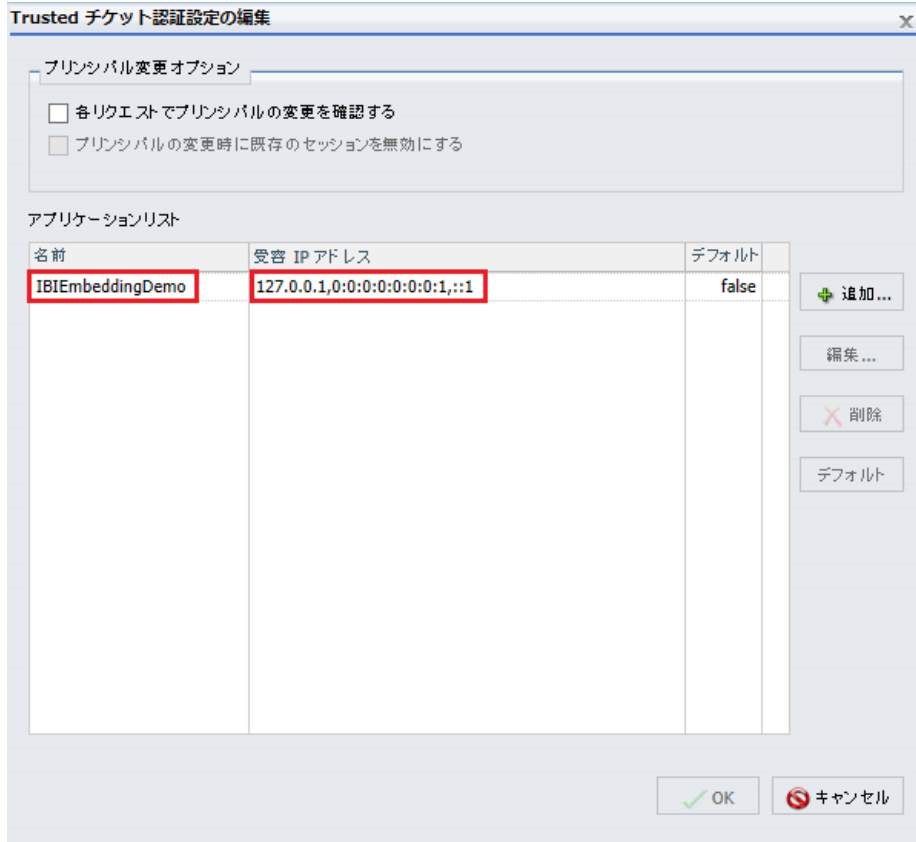 Trusted チケット認証設定の編集
x
プリンシパル変更オプション
各リクエストでプリンシパルの変更を確認する
プリンシパルの変更時に既存のセッションを無効にする
アプリケーションリスト
名前 受容 IP アドレス デフォルト
IBIEmbeddingDemo 127.0.0.1,0:0:0:0:0:0:0:1,::1 false
追加...
編集...
削除
デフォルト
OK キャンセル